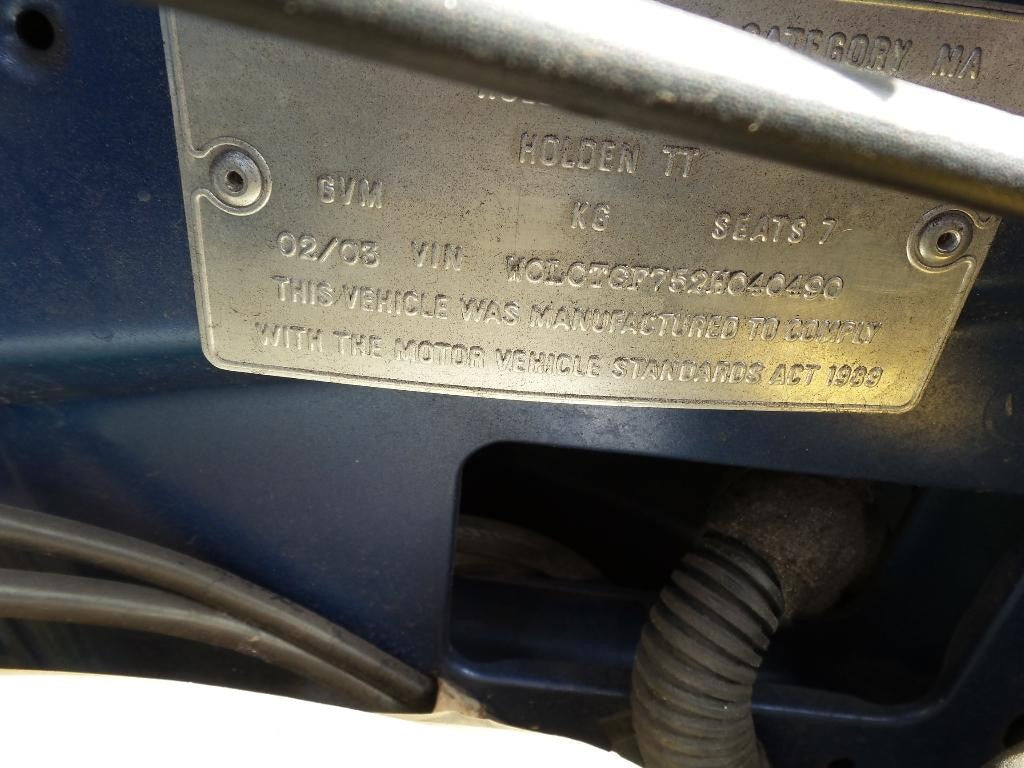 CATEGORY MA
HOLDEN TT
GVM KG SEATS 7
02/03 VIN W0L0TGF752H040490
THIS VEHICLE WAS MANUFACTURED TO COMPLY
WITH THE MOTOR VEHICLE STANDARDS ACT 1989